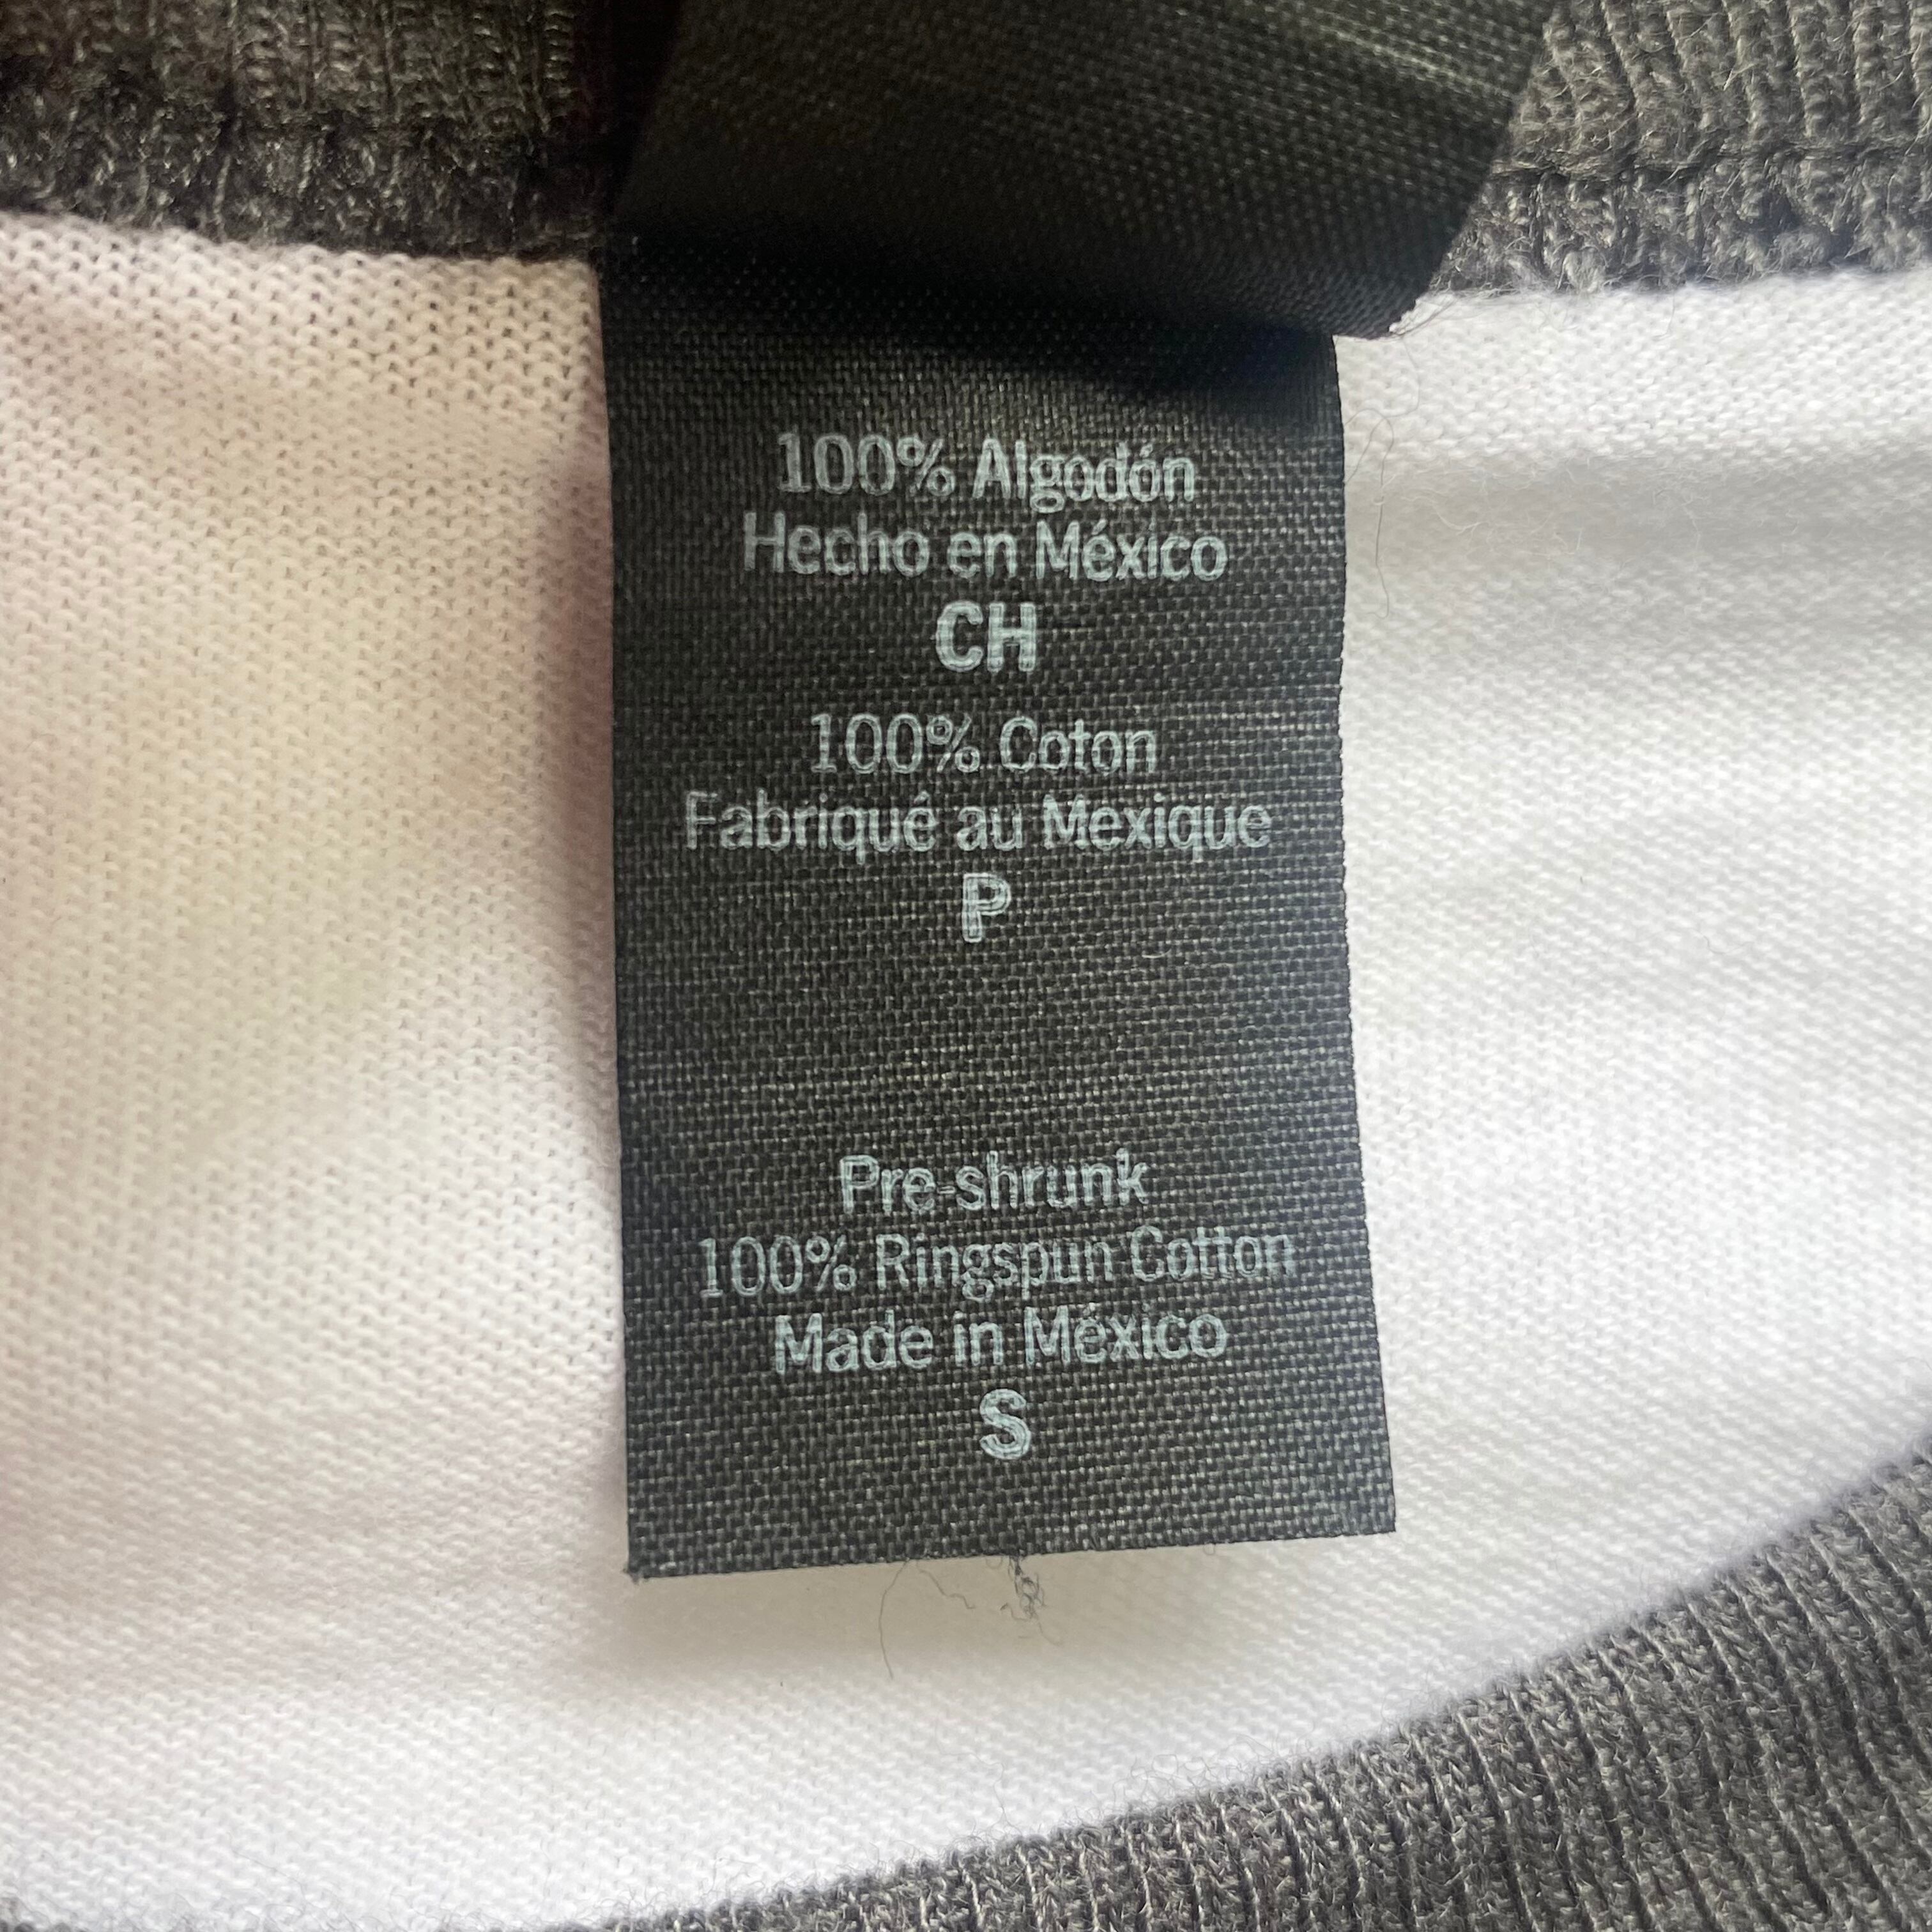 100% Algodón
Hecho en México
CH
100% Coton
Fabriqué au Mexique
P
Pre-shrunk
100% Ringspun Cotton
Made in México
S